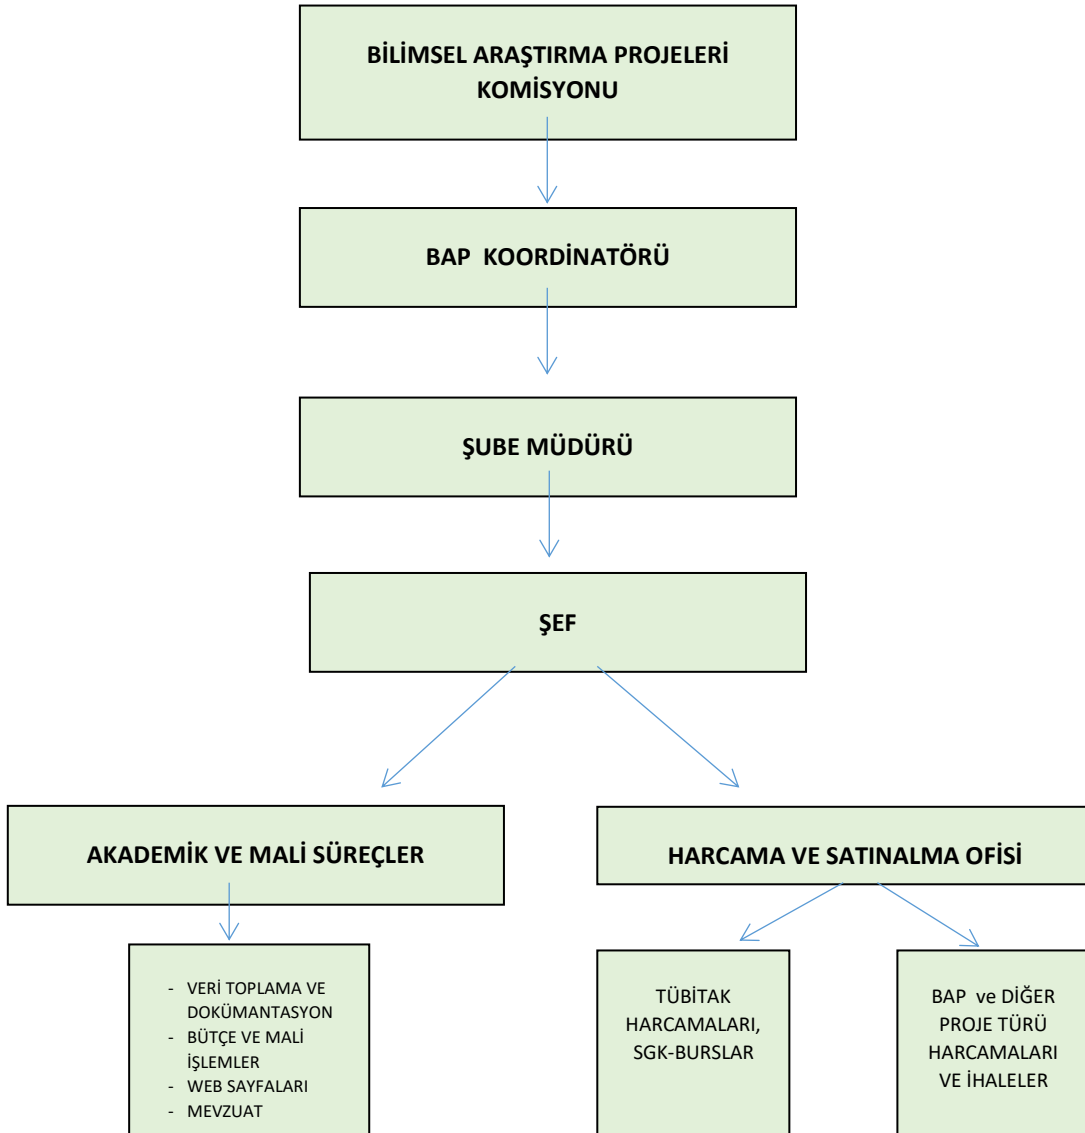 BİLİMSEL ARAŞTIRMA PROJELERİ
KOMİSYONU
BAP KOORDİNATÖRÜ
ŞUBE MÜDÜRÜ
ŞEF
AKADEMİK VE MALİ SÜREÇLER
HARCAMA VE SATINALMA OFİSİ
- VERİ TOPLAMA VE
DOKÜMANTASYON
- BÜTÇE VE MALİ
İŞLEMLER
- WEB SAYFALARI
- MEVZUAT
TÜBİTAK
HARCAMALARI,
SGK-BURSLAR
BAP ve DİĞER
PROJE TÜRÜ
HARCAMALARI
VE İHALELER